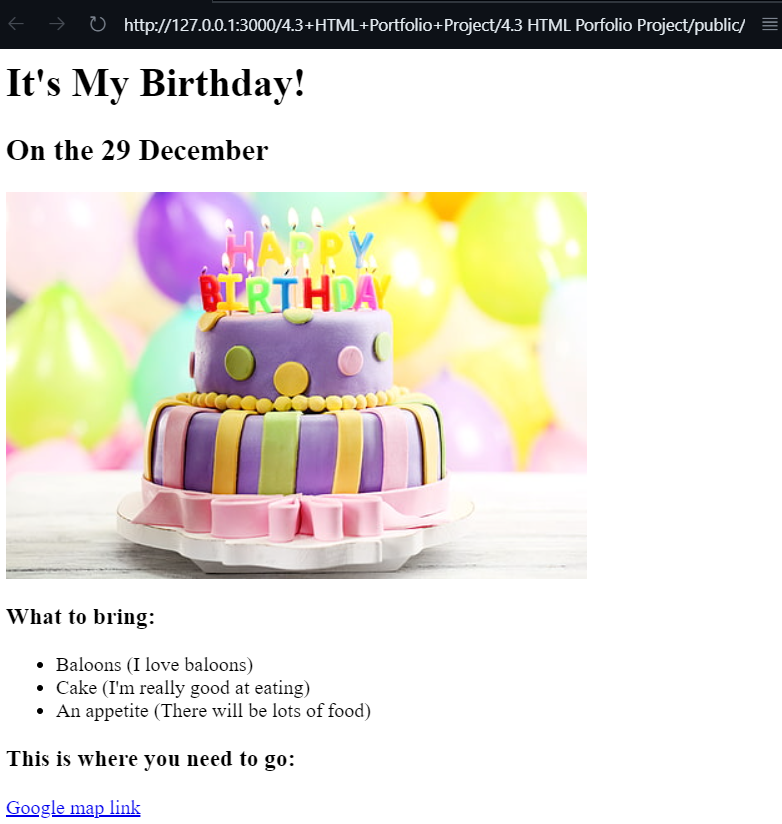 http://127.0.0.1:3000/4.3+HTML+Portfolio+Project/4.3 HTML Porfolio Project/public/
It's My Birthday!
On the 29 December
HAPPY
BIRTHDAY
What to bring:
• Baloons (I love baloons)
• Cake (I'm really good at eating)
• An appetite (There will be lots of food)
This is where you need to go:
Google map link